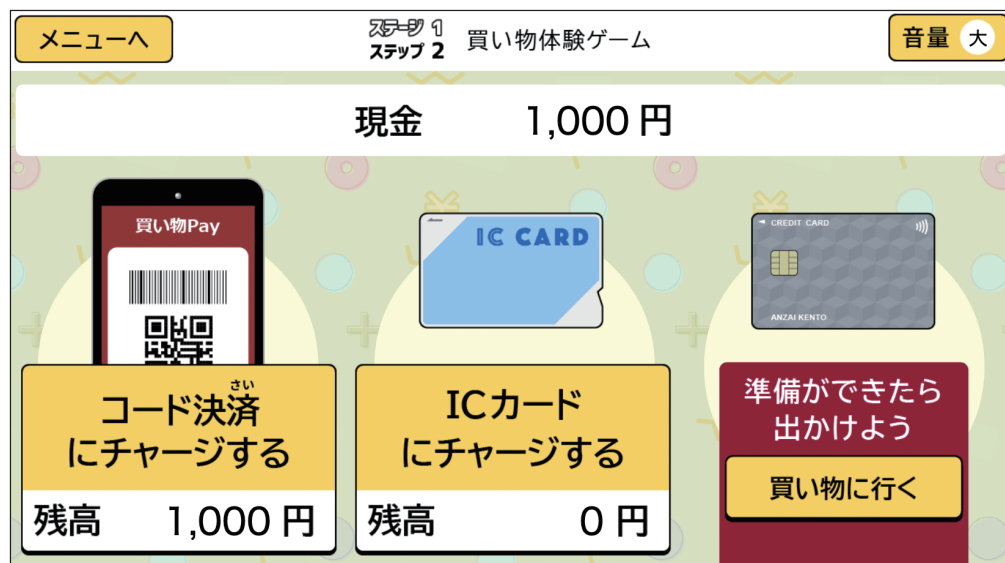 メニューへ
ステージ 1
ステップ 2
買い物体験ゲーム
音量 大
現金 1,000 円
買い物Pay
IC CARD
CREDIT CARD
ANZAI KENTO
さい
コード決済
にチャージする
残高 1,000 円
ICカード
にチャージする
残高 0 円
準備ができたら
出かけよう
買い物に行く